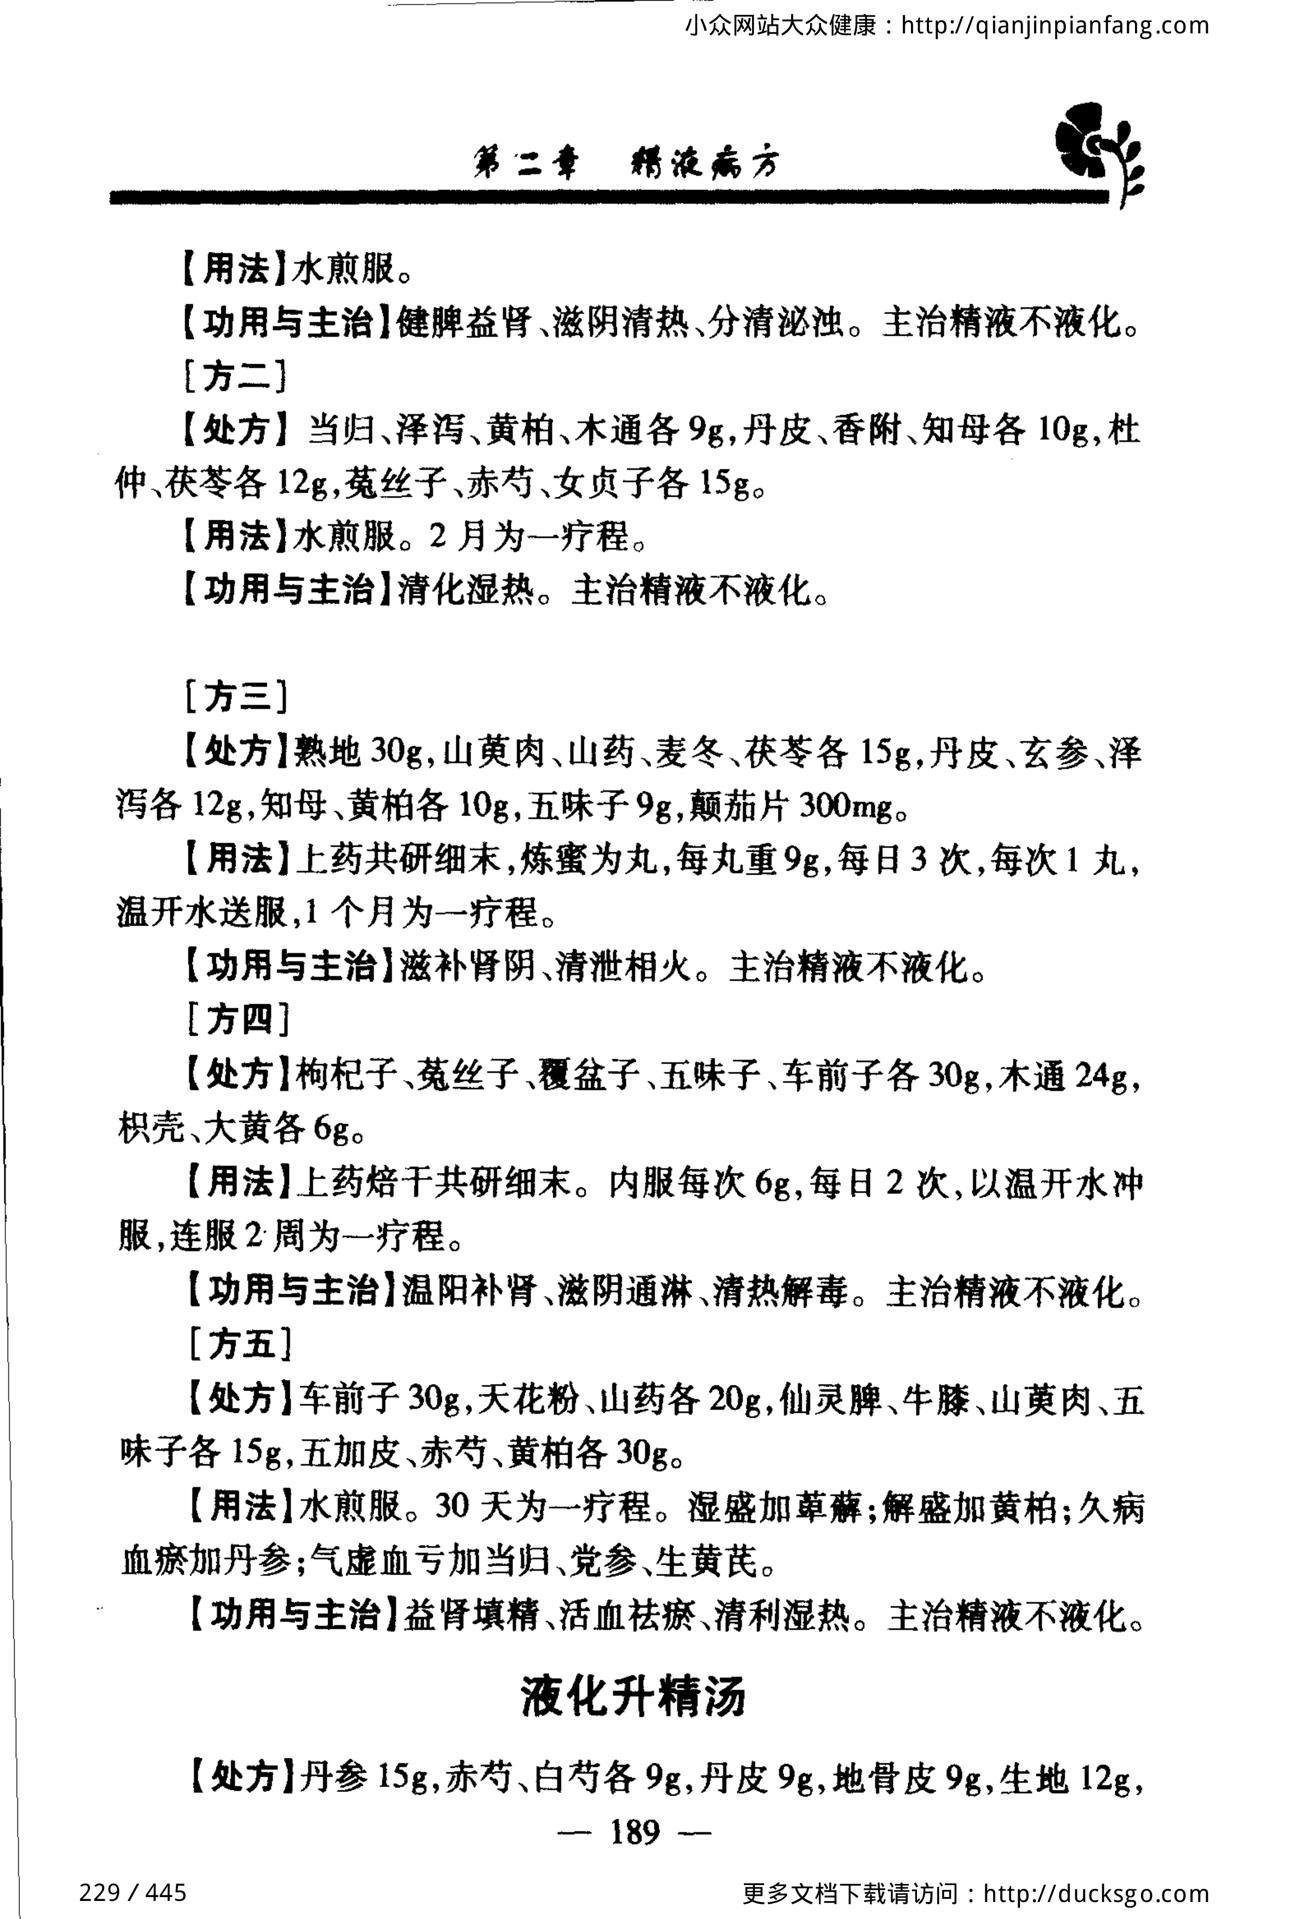 小众网站大众健康：http://qianjinpianfang.com
第二章 精液病方
【用法】水煎服。
【功用与主治】健脾益肾、滋阴清热、分清泌浊。主治精液不液化。
［方二］
【处方】当归、泽泻、黄柏、木通各9g,丹皮、香附、知母各10g,杜
仲、茯苓各12g,菟丝子、赤芍、女贞子各15g。
【用法】水煎服。2月为一疗程。
【功用与主治】清化湿热。主治精液不液化。
［方三］
【处方】熟地30g,山萸肉、山药、麦冬、茯苓各15g,丹皮、玄参、泽
泻各12g,知母、黄柏各10g,五味子9g,颠茄片300mg。
【用法】上药共研细末,炼蜜为丸,每丸重9g,每日3次,每次1丸,
温开水送服,1个月为一疗程。
【功用与主治】滋补肾阴、清泄相火。主治精液不液化。
［方四］
【处方】枸杞子、菟丝子、覆盆子、五味子、车前子各30g,木通24g,
枳壳、大黄各6g。
【用法】上药焙干共研细末。内服每次6g,每日2次,以温开水冲
服,连服2周为一疗程。
【功用与主治】温阳补肾、滋阴通淋、清热解毒。主治精液不液化。
［方五］
【处方】车前子30g,天花粉、山药各20g,仙灵脾、牛膝、山萸肉、五
味子各15g,五加皮、赤芍、黄柏各30g。
【用法】水煎服。30天为一疗程。湿盛加萆薢;解盛加黄柏;久病
血瘀加丹参;气虚血亏加当归、党参、生黄芪。
【功用与主治】益肾填精、活血祛瘀、清利湿热。主治精液不液化。
液化升精汤
【处方】丹参15g,赤芍、白芍各9g,丹皮9g,地骨皮9g,生地12g,
— 189 —
229 / 445
更多文档下载请访问：http://ducksgo.com